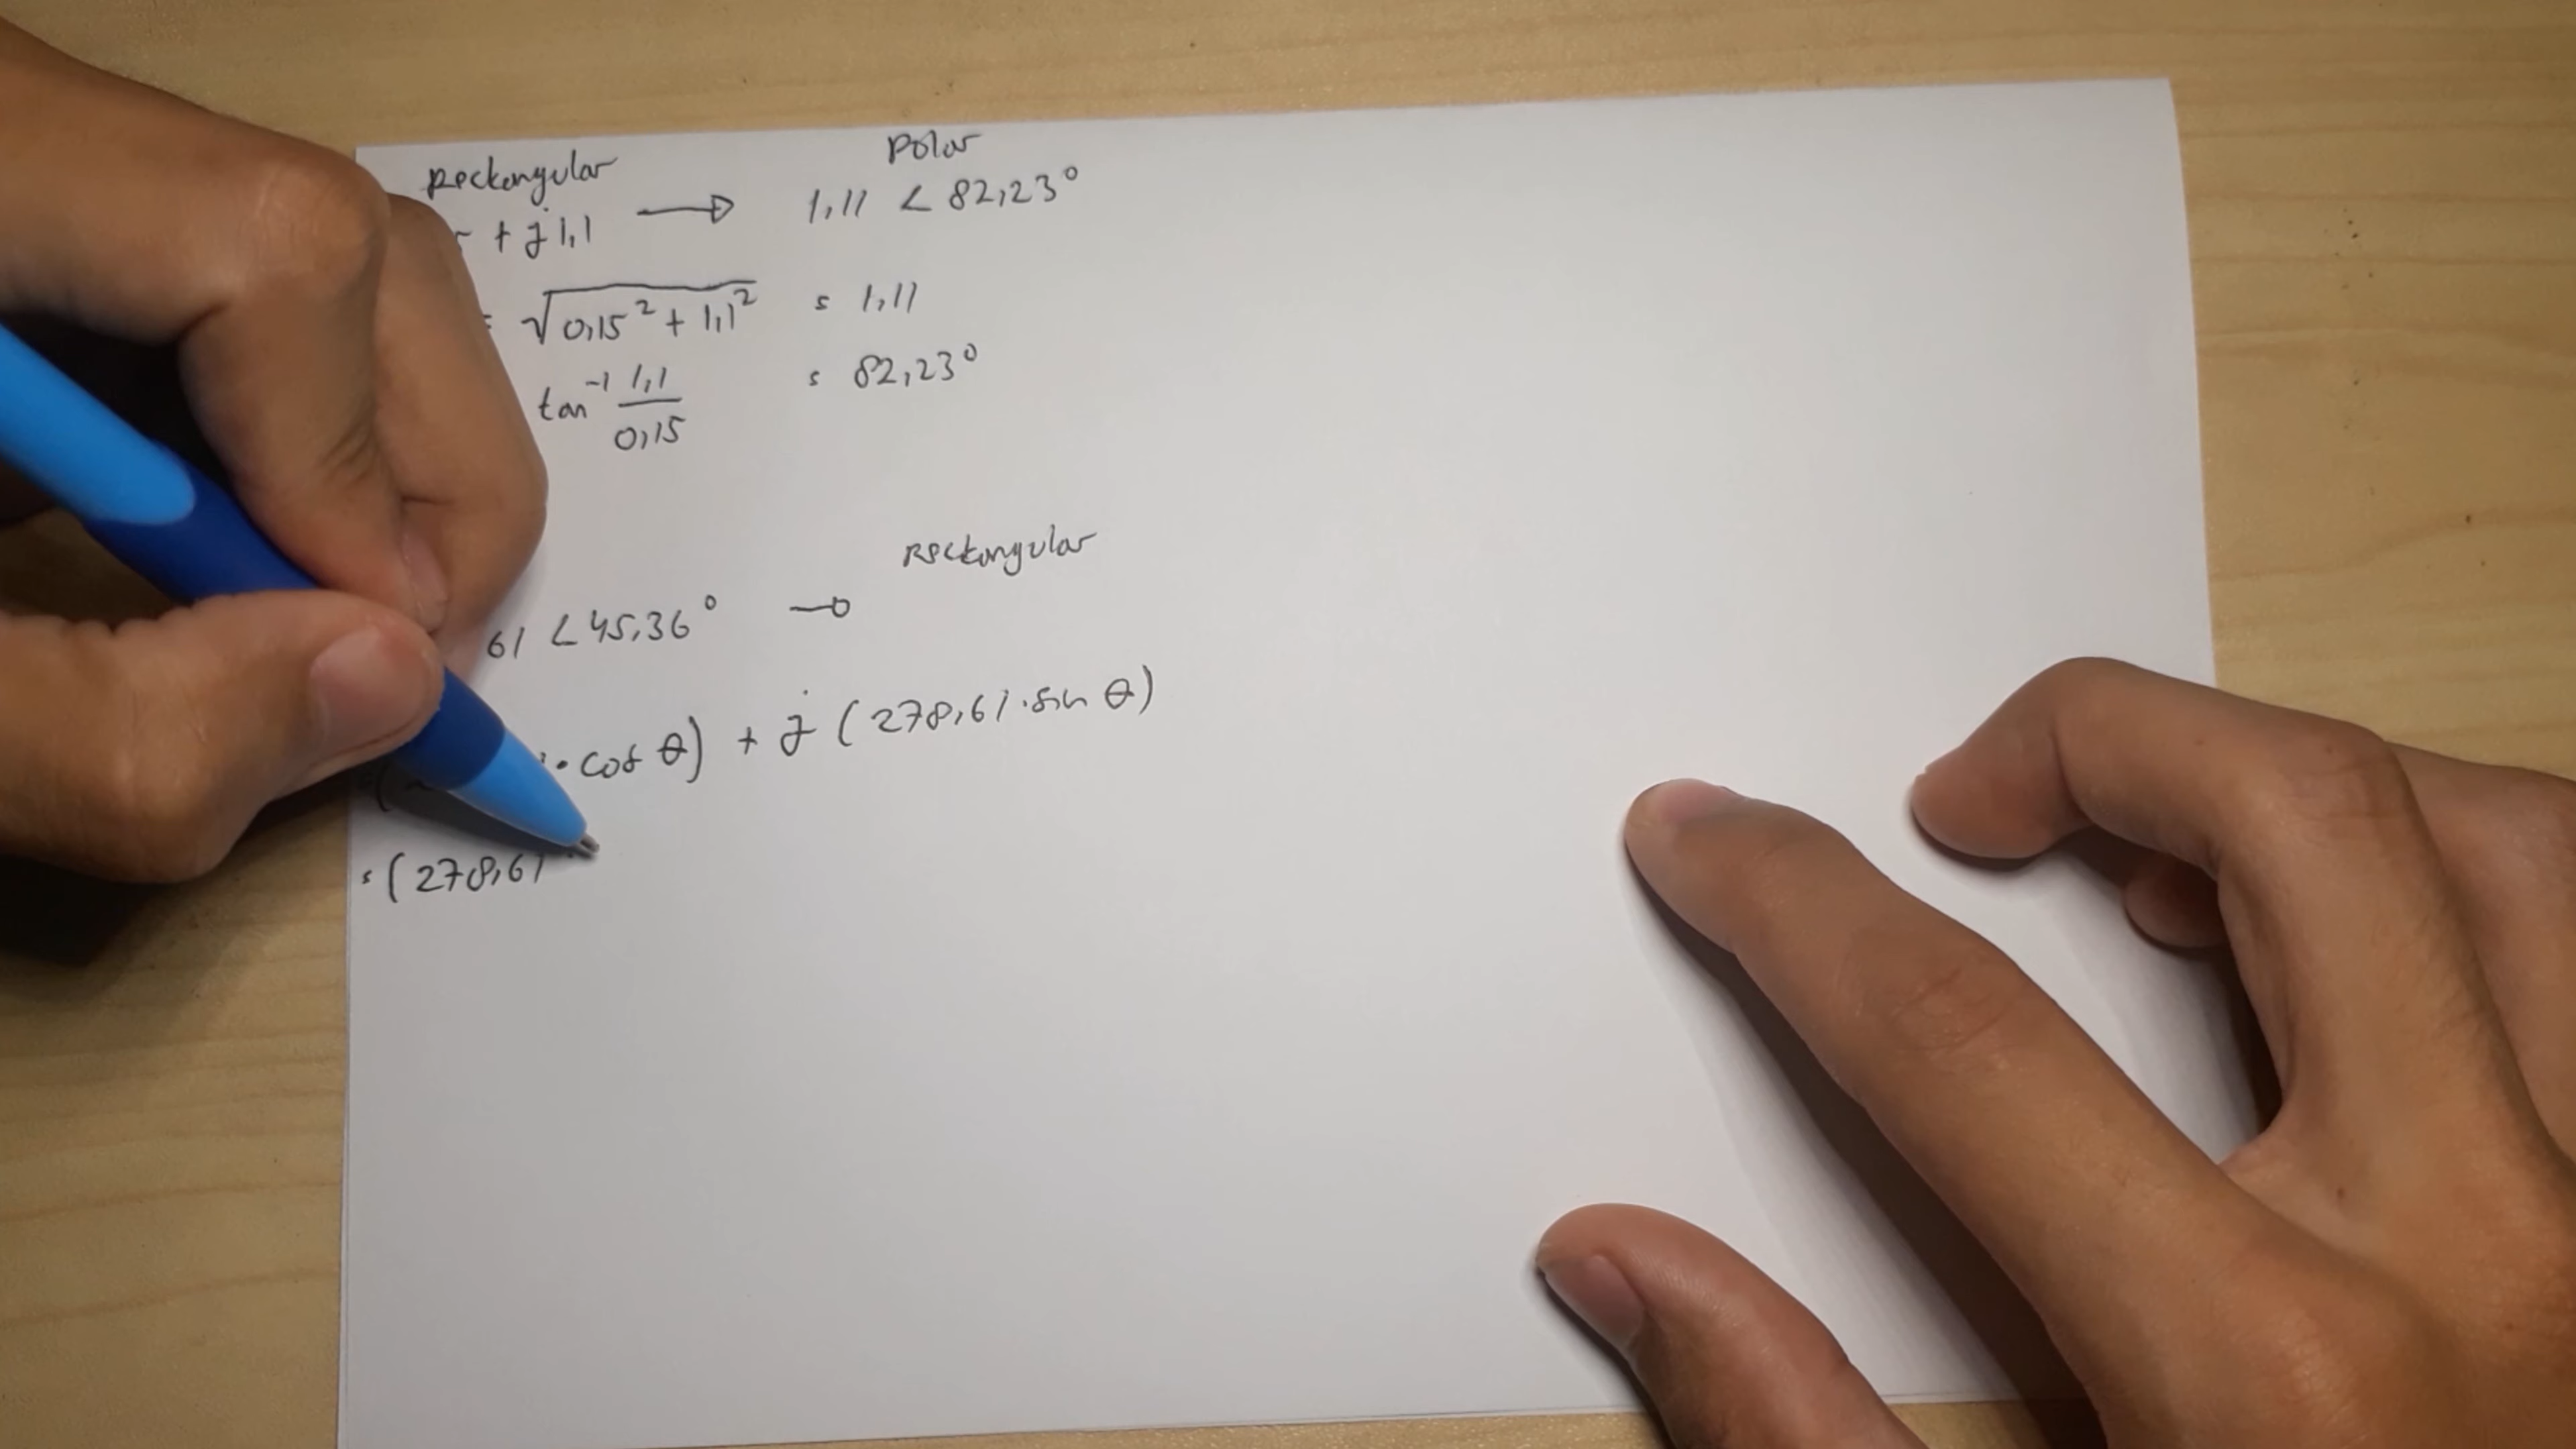 Rectangular Polar
+ j 1,1 → 1,11 < 82,23°
= √0,15² + 1,1² = 1,11
tan⁻¹ 1,1/0,15 = 82,23°
Rectangular
61 < 45,36° →
· cos θ) + j (278,61 · sin θ)
= (278,61 ·